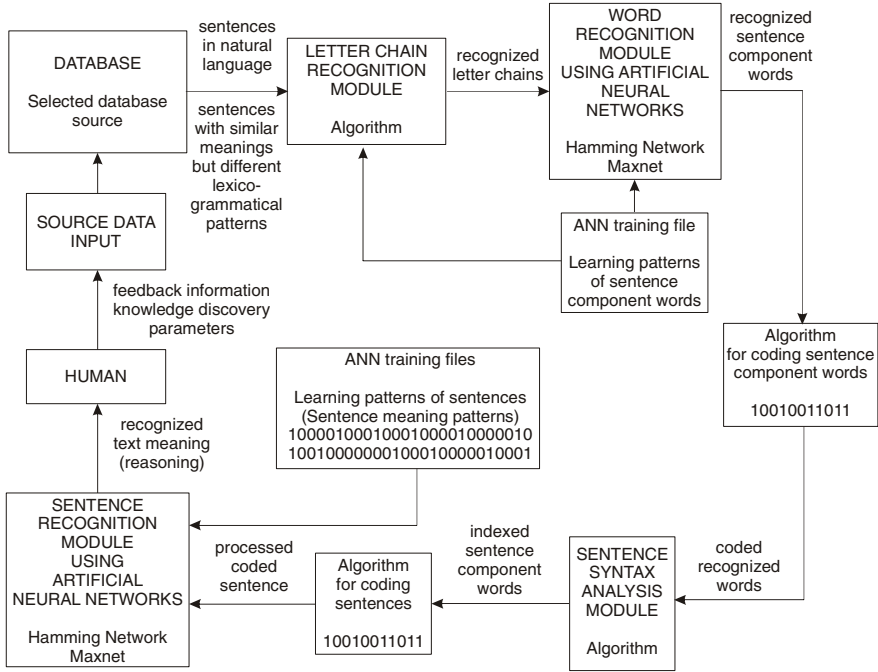 DATABASE
Selected database
source
sentences
in natural
language
sentences
with similar
meanings
but different
lexico-
grammatical
patterns
LETTER CHAIN
RECOGNITION
MODULE
Algorithm
recognized
letter chains
WORD
RECOGNITION
MODULE
USING ARTIFICIAL
NEURAL
NETWORKS
Hamming Network
Maxnet
recognized
sentence
component
words
SOURCE DATA
INPUT
ANN training file
Learning patterns
of sentence
component words
feedback information
knowledge discovery
parameters
HUMAN
ANN training files
Learning patterns of sentences
(Sentence meaning patterns)
1000010001000100001000010
1001000000010001000010001
Algorithm
for coding sentence
component words
10010011011
recognized
text meaning
(reasoning)
SENTENCE
RECOGNITION
MODULE
USING
ARTIFICIAL
NEURAL NETWORKS
Hamming Network
Maxnet
processed
coded
sentence
Algorithm
for coding
sentences
10010011011
indexed
sentence
component
words
SENTENCE
SYNTAX
ANALYSIS
MODULE
Algorithm
coded
recognized
words